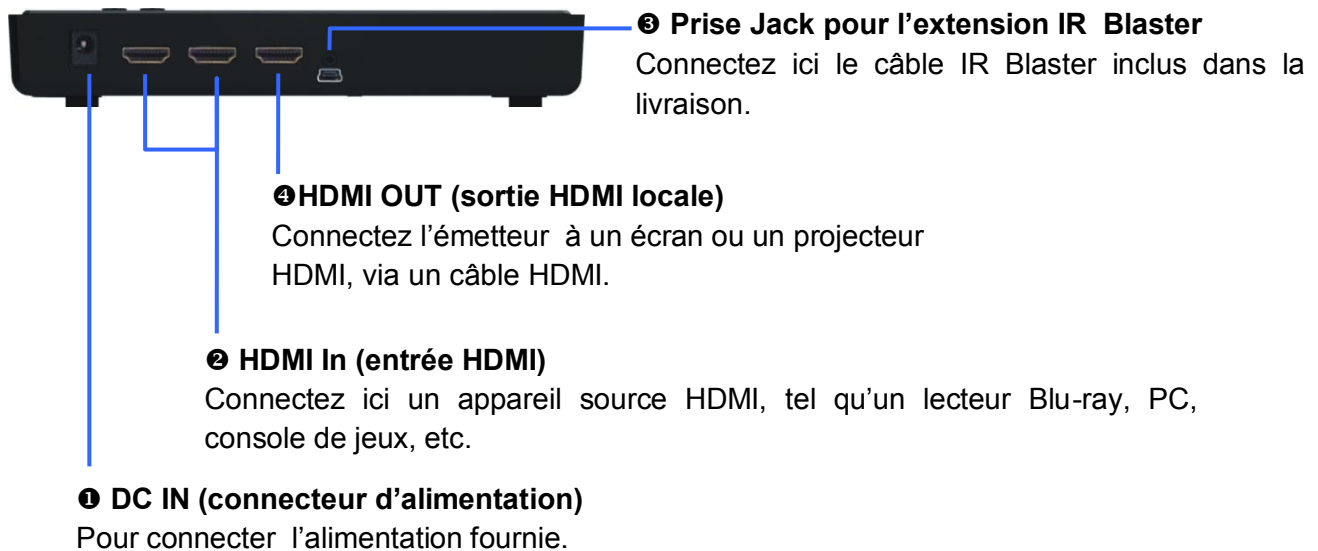 ❸ Prise Jack pour l’extension IR Blaster
Connectez ici le câble IR Blaster inclus dans la
livraison.
❹HDMI OUT (sortie HDMI locale)
Connectez l’émetteur à un écran ou un projecteur
HDMI, via un câble HDMI.
❷ HDMI In (entrée HDMI)
Connectez ici un appareil source HDMI, tel qu’un lecteur Blu-ray, PC,
console de jeux, etc.
❶ DC IN (connecteur d’alimentation)
Pour connecter l’alimentation fournie.